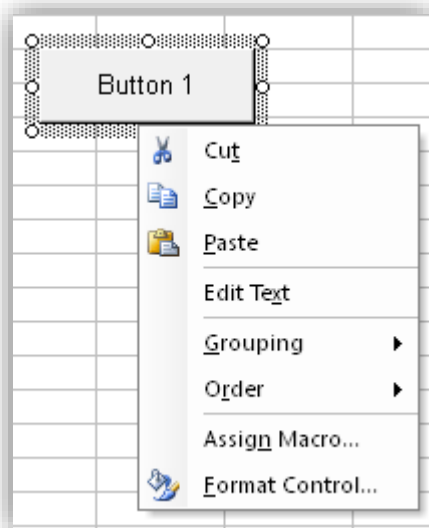 Button 1
Cut
Copy
Paste
Edit Text
Grouping
Order
Assign Macro...
Format Control...